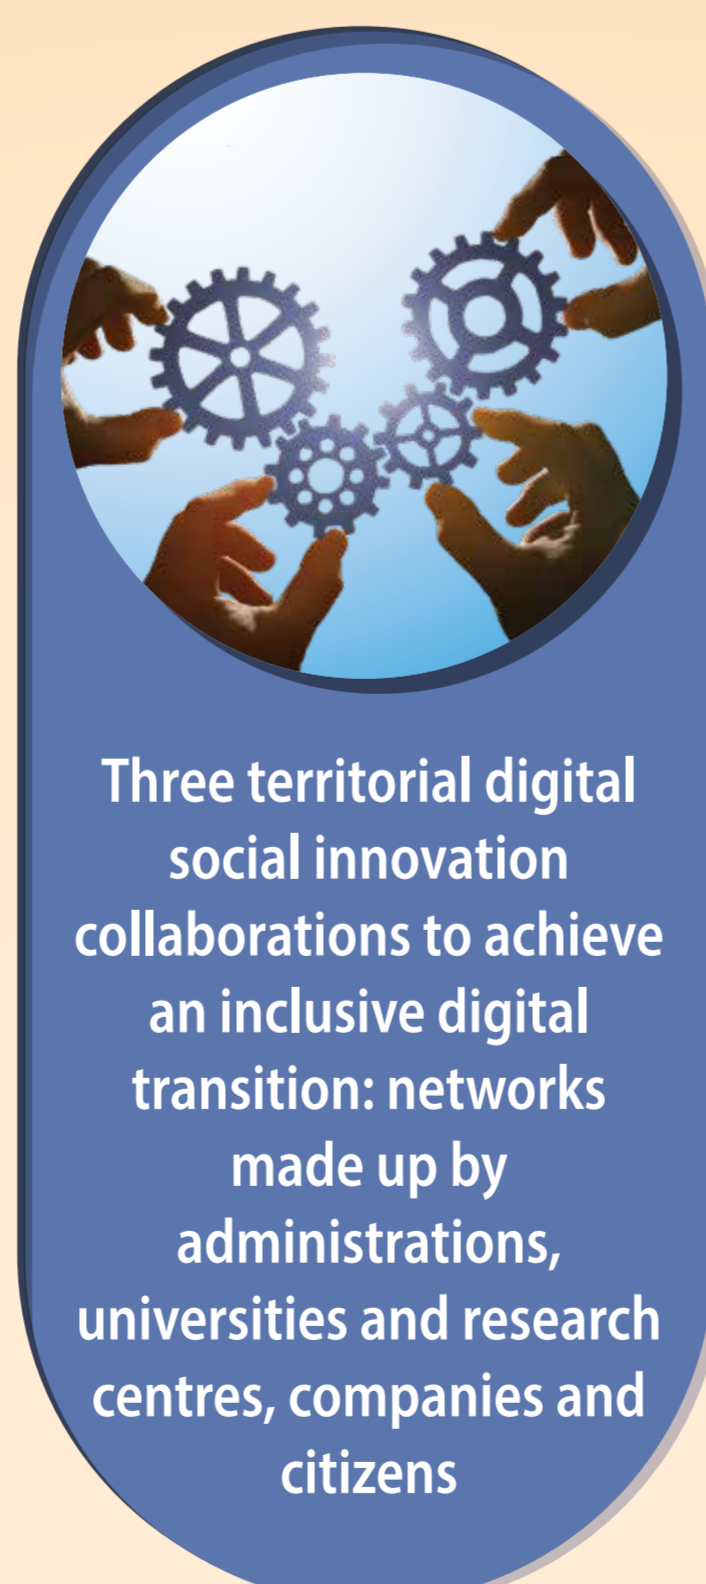 Three territorial digital
social innovation
collaborations to achieve
an inclusive digital
transition: networks
made up by
administrations,
universities and research
centres, companies and
citizens